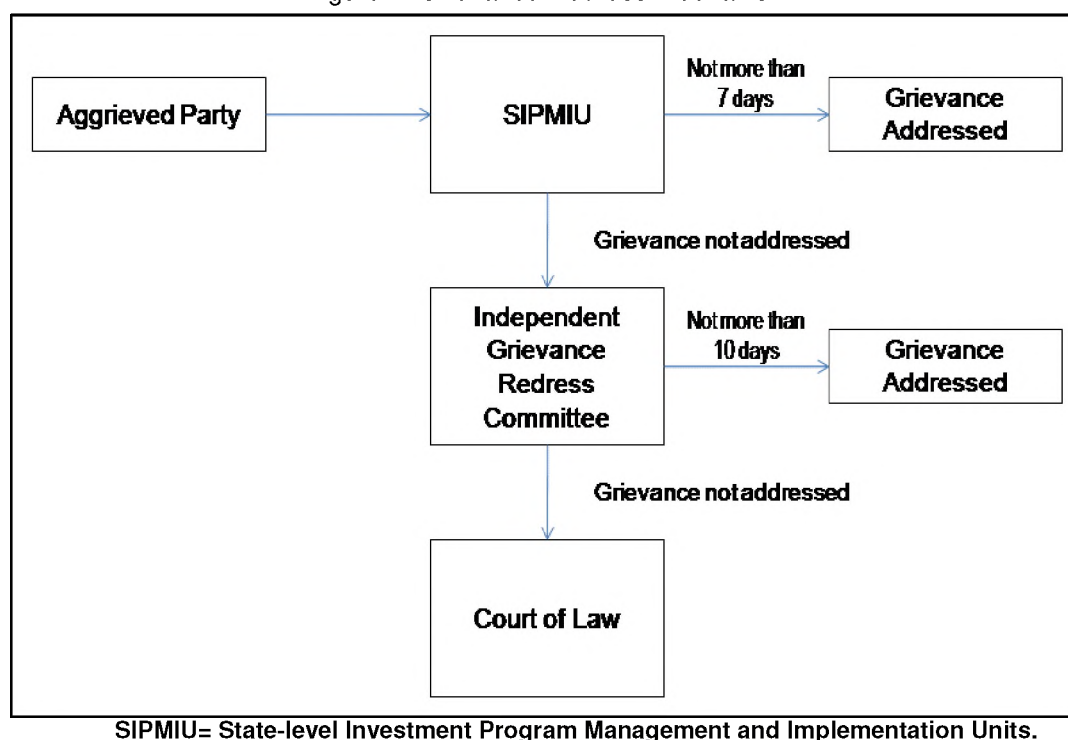 Not more than
7 days
Aggrieved Party
SIPMIU
Grievance
Addressed
Grievance not addressed
Independent
Grievance
Redress
Committee
Not more than
10 days
Grievance
Addressed
Grievance not addressed
Court of Law
SIPMIU= State-level Investment Program Management and Implementation Units.